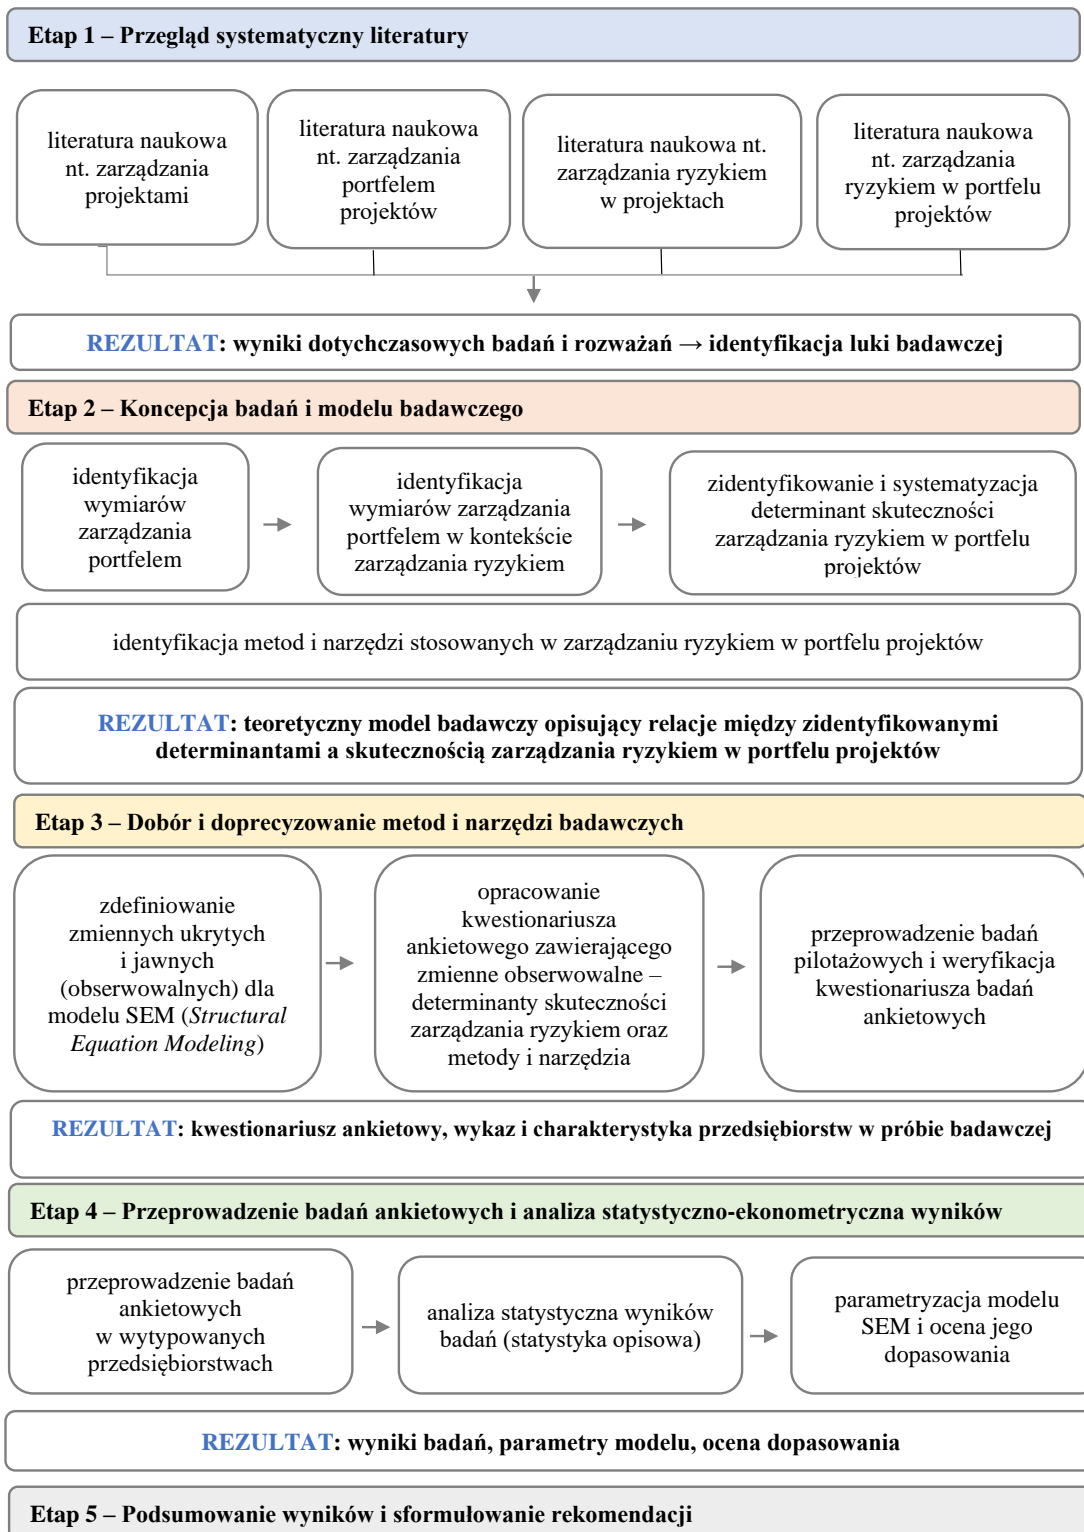 Etap 1 – Przegląd systematyczny literatury
literatura naukowa
nt. zarządzania
projektami
literatura naukowa
nt. zarządzania
portfelem
projektów
literatura naukowa nt.
zarządzania ryzykiem
w projektach
literatura naukowa
nt. zarządzania
ryzykiem w portfelu
projektów
REZULTAT: wyniki dotychczasowych badań i rozważań → identyfikacja luki badawczej
Etap 2 – Koncepcja badań i modelu badawczego
identyfikacja
wymiarów
zarządzania
portfelem
identyfikacja
wymiarów zarządzania
portfelem w kontekście
zarządzania ryzykiem
zidentyfikowanie i systematyzacja
determinant skuteczności
zarządzania ryzykiem w portfelu
projektów
identyfikacja metod i narzędzi stosowanych w zarządzaniu ryzykiem w portfelu projektów
REZULTAT: teoretyczny model badawczy opisujący relacje między zidentyfikowanymi
determinantami a skutecznością zarządzania ryzykiem w portfelu projektów
Etap 3 – Dobór i doprecyzowanie metod i narzędzi badawczych
zdefiniowanie
zmiennych ukrytych
i jawnych
(obserwowalnych) dla
modelu SEM (Structural
Equation Modeling)
opracowanie
kwestionariusza
ankietowego zawierającego
zmienne obserwowalne –
determinanty skuteczności
zarządzania ryzykiem oraz
metody i narzędzia
przeprowadzenie badań
pilotażowych i weryfikacja
kwestionariusza badań
ankietowych
REZULTAT: kwestionariusz ankietowy, wykaz i charakterystyka przedsiębiorstw w próbie badawczej
Etap 4 – Przeprowadzenie badań ankietowych i analiza statystyczno-ekonometryczna wyników
przeprowadzenie badań
ankietowych
w wytypowanych
przedsiębiorstwach
analiza statystyczna wyników
badań (statystyka opisowa)
parametryzacja modelu
SEM i ocena jego
dopasowania
REZULTAT: wyniki badań, parametry modelu, ocena dopasowania
Etap 5 – Podsumowanie wyników i sformułowanie rekomendacji